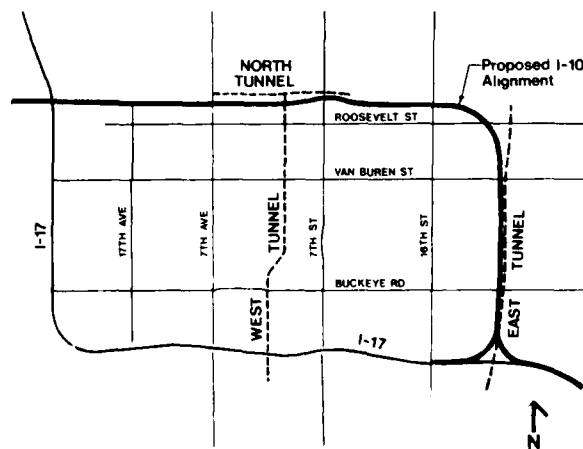 NORTH
TUNNEL
Proposed I-10
Alignment
ROOSEVELT ST
VAN BUREN ST
I-17
17TH AVE
7TH AVE
TUNNEL
7TH ST
16TH ST
TUNNEL
BUCKEYE RD
WEST
EAST
I-17
N